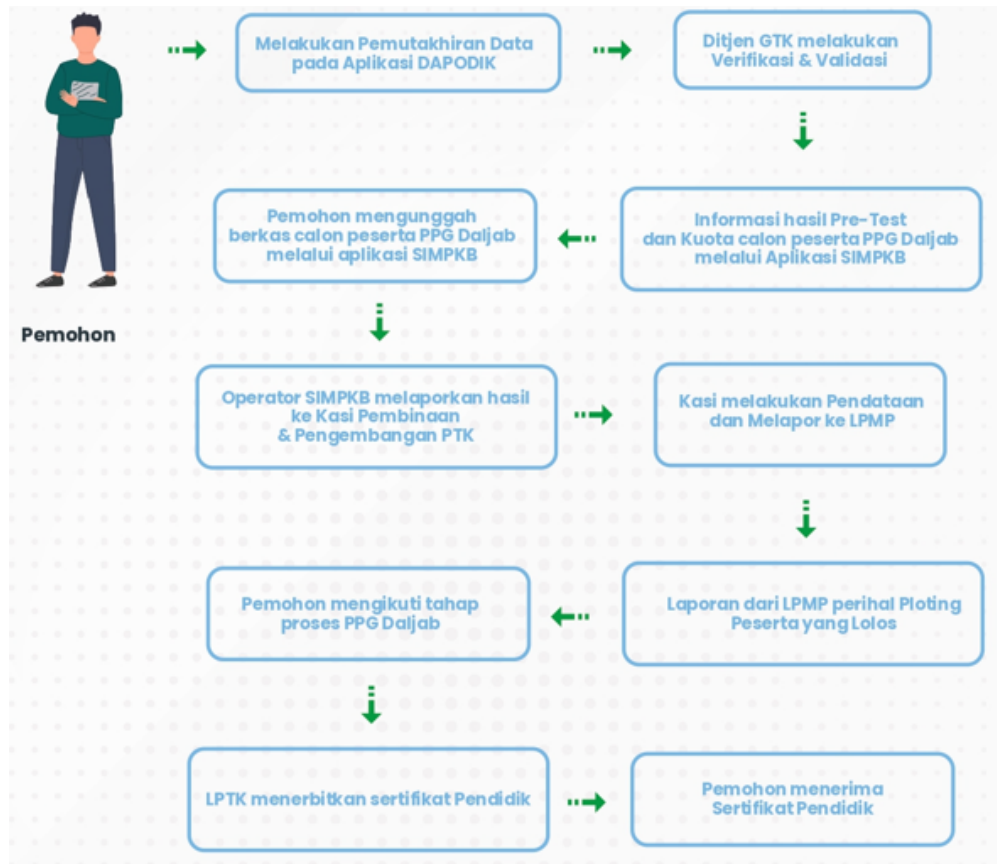 Melakukan Pemutakhiran Data
pada Aplikasi DAPODIK
Ditjen GTK melakukan
Verifikasi & Validasi
Informasi hasil Pre-Test
dan Kuota calon peserta PPG Daljab
melalui Aplikasi SIMPKB
Pemohon mengunggah
berkas calon peserta PPG Daljab
melalui aplikasi SIMPKB
Pemohon
Operator SIMPKB melaporkan hasil
ke Kasi Pembinaan
& Pengembangan PTK
Kasi melakukan Pendataan
dan Melapor ke LPMP
Laporan dari LPMP perihal Ploting
Peserta yang Lolos
Pemohon mengikuti tahap
proses PPG Daljab
LPTK menerbitkan sertifikat Pendidik
Pemohon menerima
Sertifikat Pendidik